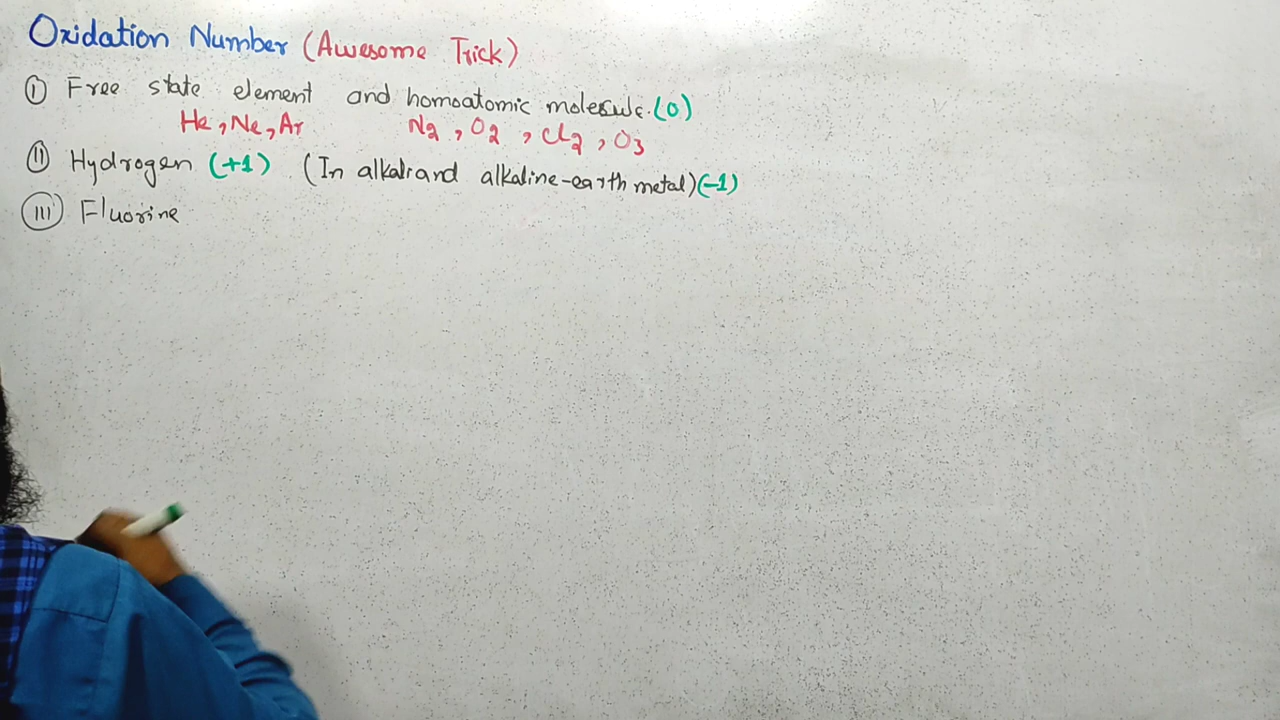 Oxidation Number (Awesome Trick)
I Free state element and homoatomic molecule. (0)
He, Ne, Ar N2, O2, Cl2, O3
II Hydrogen (+1) (In alkali and alkaline-earth metal) (-1)
III Fluorine